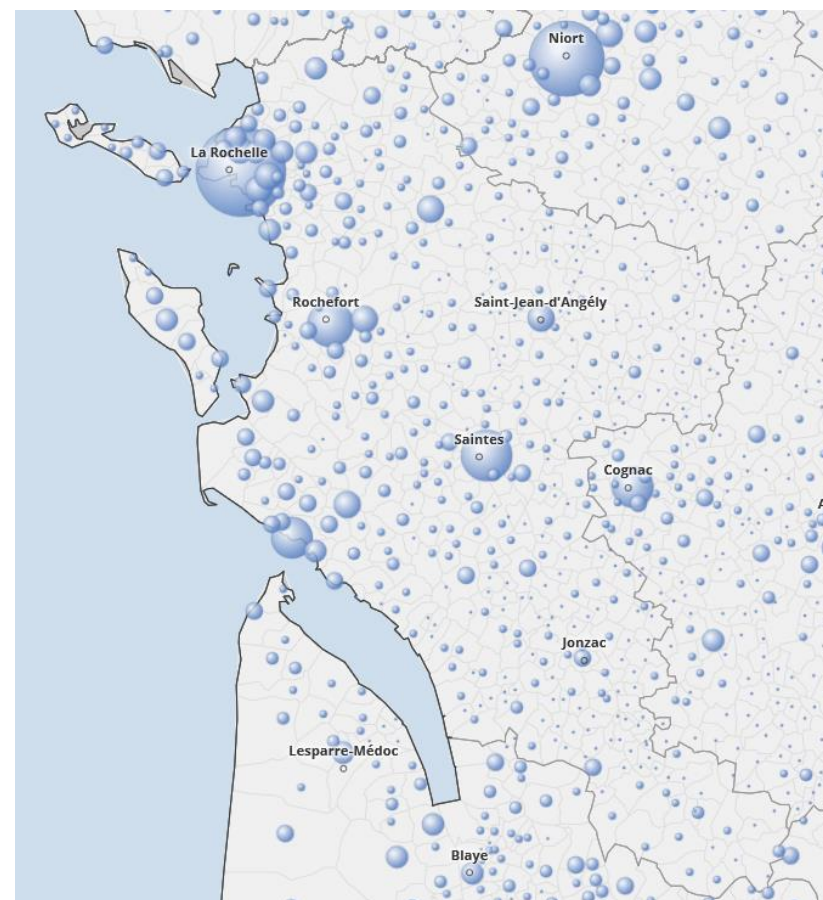 Niort
La Rochelle
Rochefort
Saint-Jean-d'Angély
Saintes
Cognac
A
Jonzac
Lesparre-Médoc
Blaye